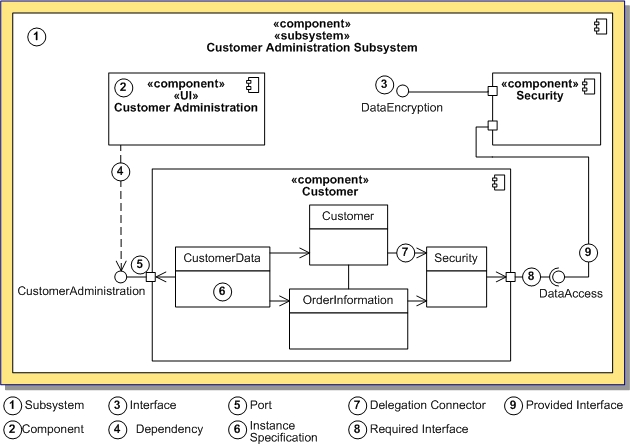 «component»
«subsystem»
Customer Administration Subsystem
1
2
«component»
«UI»
Customer Administration
3
DataEncryption
«component»
Security
4
«component»
Customer
Customer
5
CustomerData
7
Security
9
CustomerAdministration
6
OrderInformation
8
DataAccess
1 Subsystem
3 Interface
5 Port
7 Delegation Connector
9 Provided Interface
2 Component
4 Dependency
6 Instance
Specification
8 Required Interface